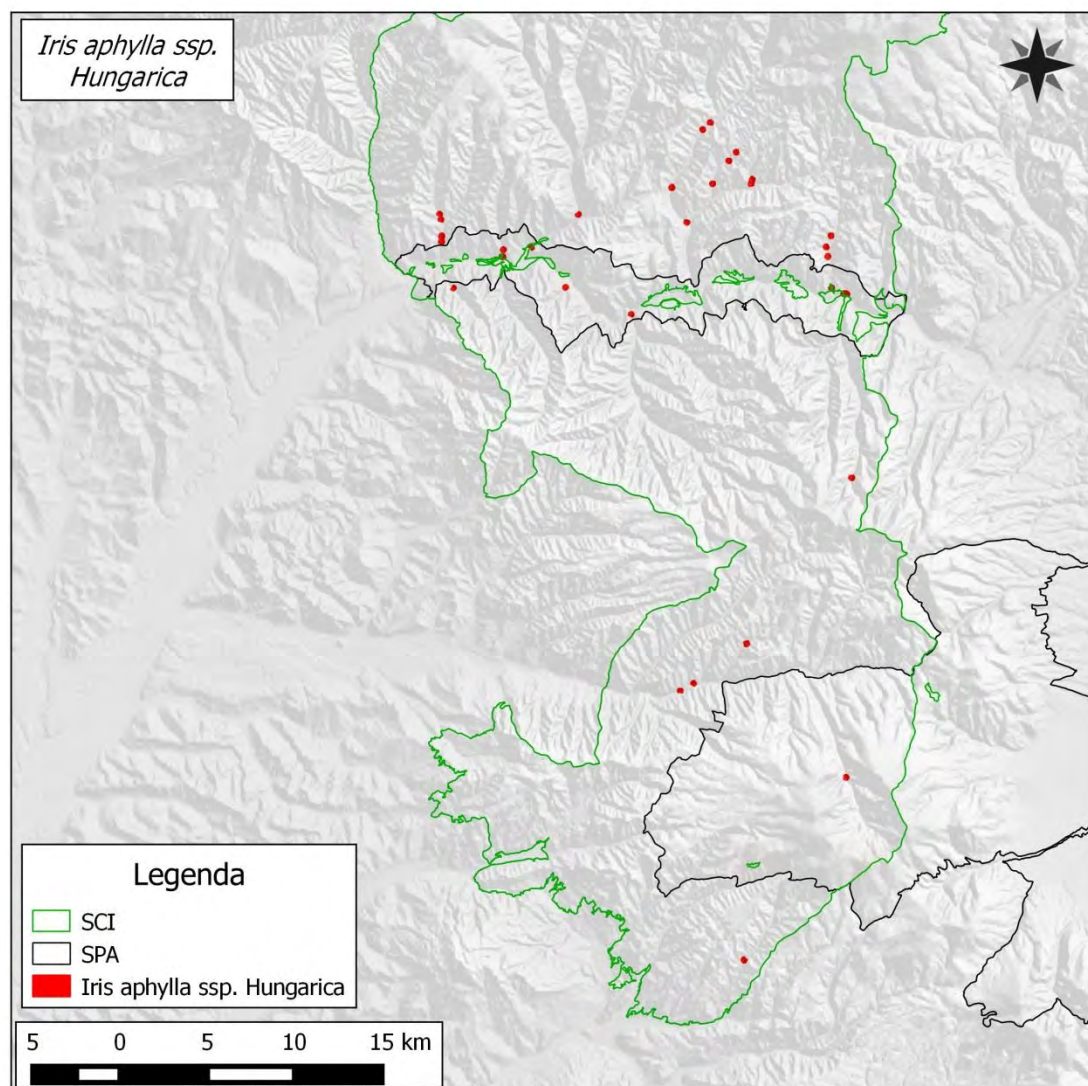 Iris aphylla ssp.
Hungarica
Legenda
SCI
SPA
Iris aphylla ssp. Hungarica
5 0 5 10 15 km